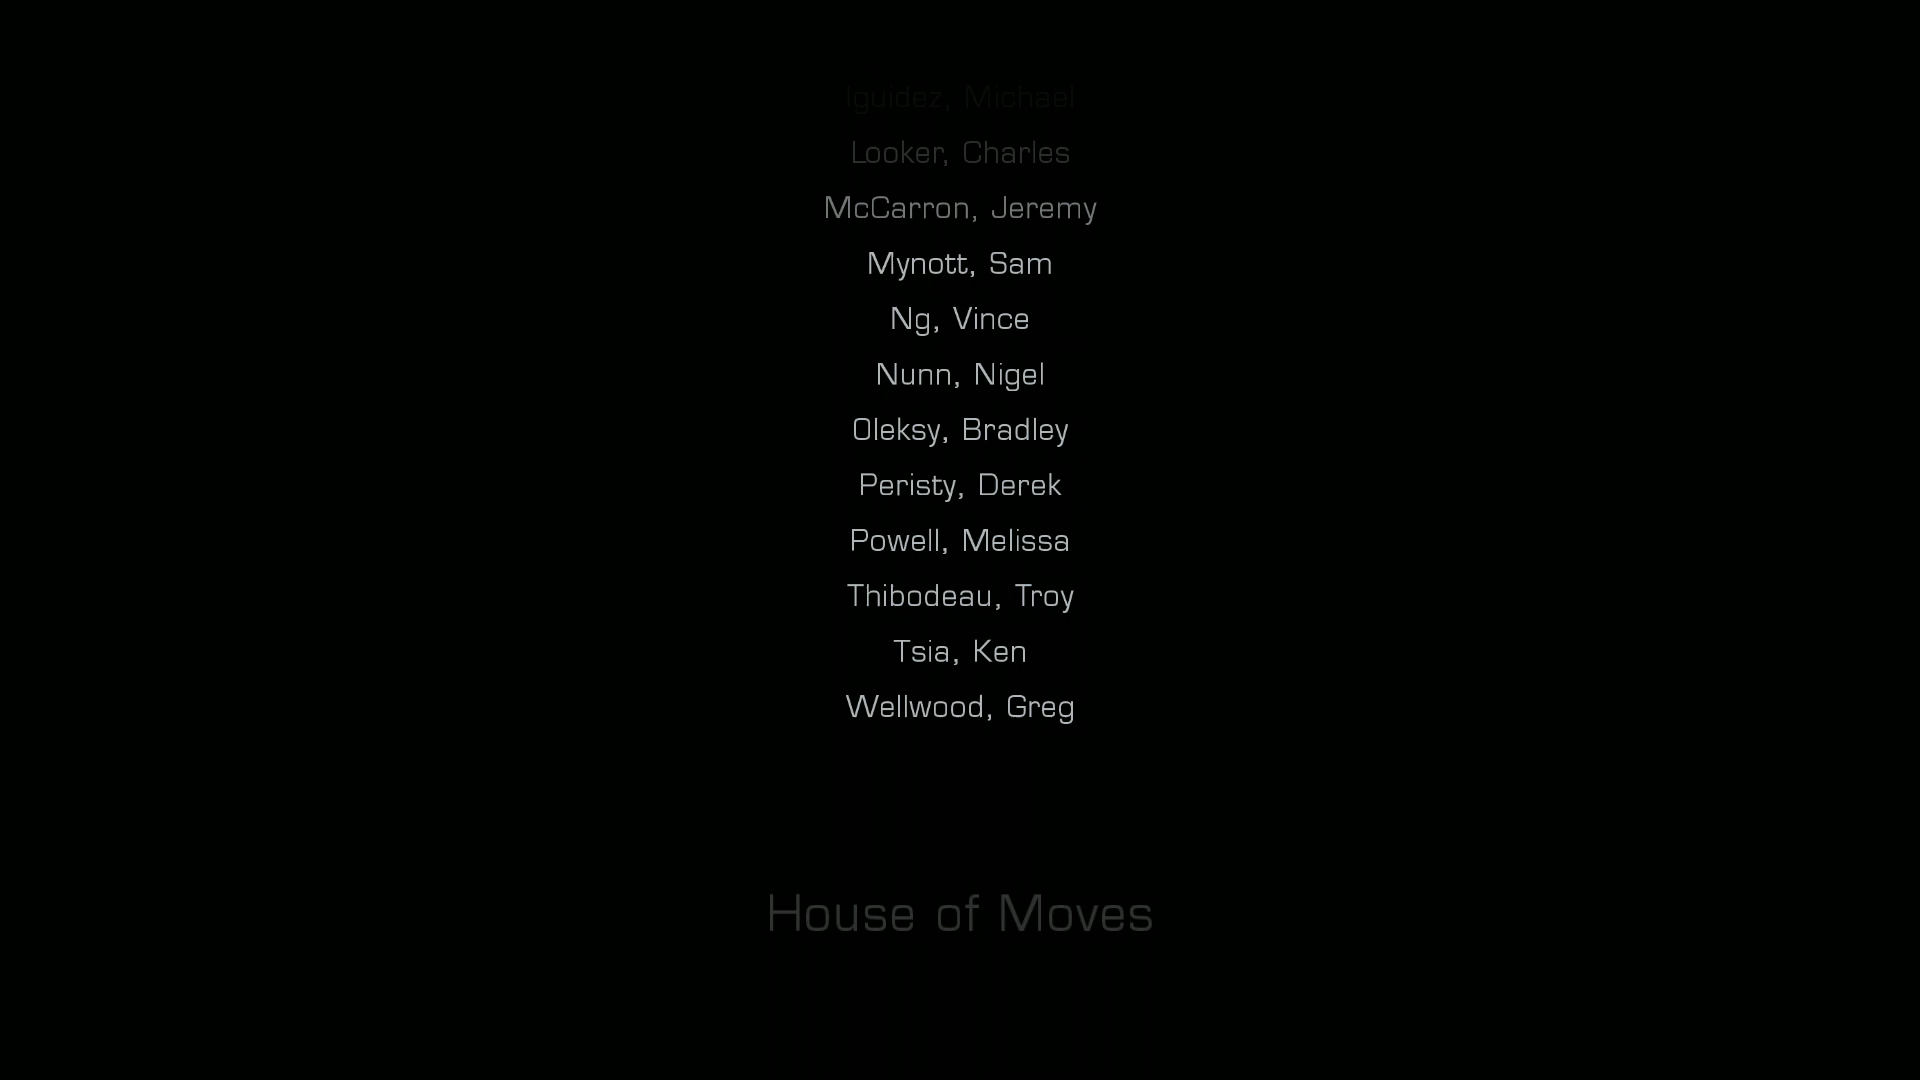 Iguidez, Michael
Looker, Charles
McCarron, Jeremy
Mynott, Sam
Ng, Vince
Nunn, Nigel
Oleksy, Bradley
Peristy, Derek
Powell, Melissa
Thibodeau, Troy
Tsia, Ken
Wellwood, Greg
House of Moves